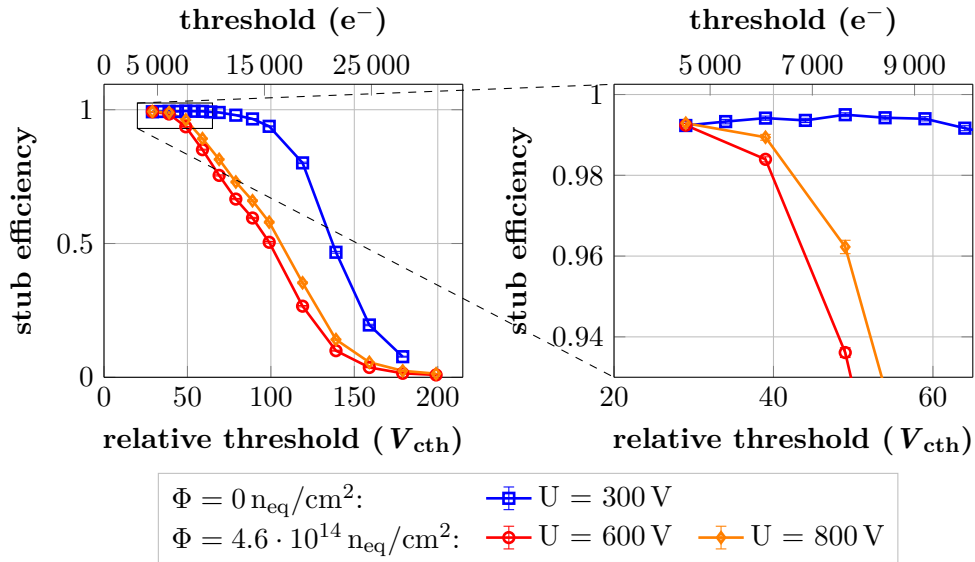 threshold (e⁻)
0 5 000 15 000 25 000
stub efficiency
1
0.5
0
0 50 100 150 200
relative threshold (V_cth)
threshold (e⁻)
5 000 7 000 9 000
stub efficiency
1
0.98
0.96
0.94
20 40 60
relative threshold (V_cth)
Φ = 0 n_eq/cm²: U = 300 V
Φ = 4.6 · 10¹⁴ n_eq/cm²: U = 600 V U = 800 V